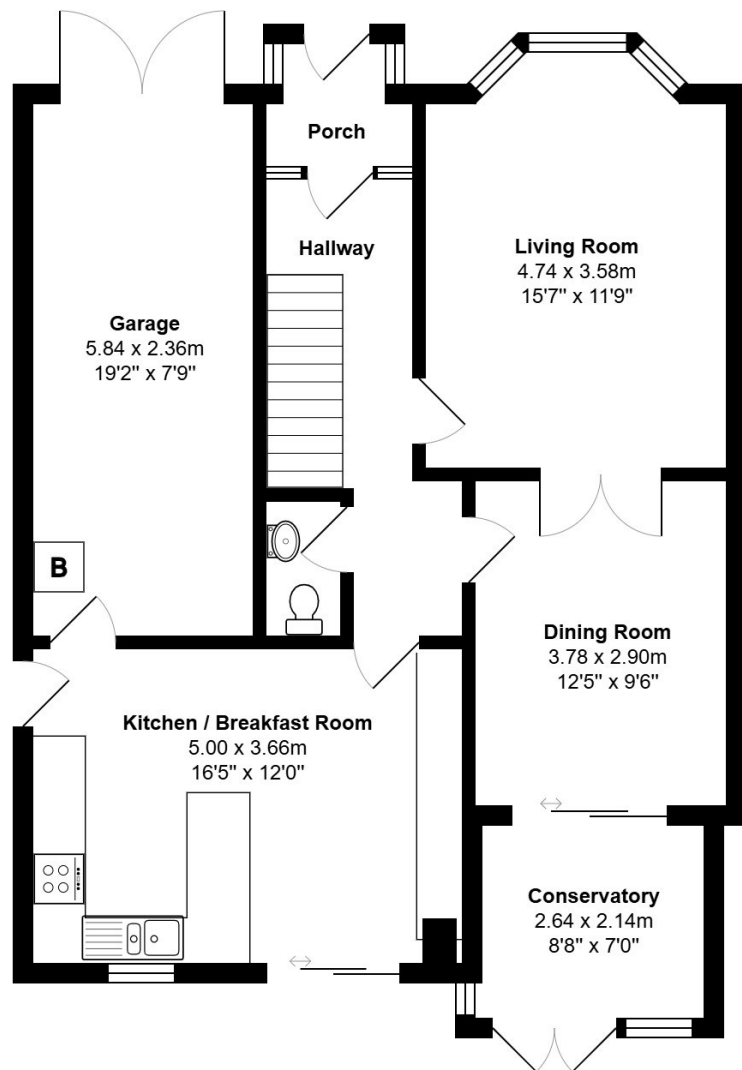 Porch
Hallway
Living Room
4.74 x 3.58m
15'7" x 11'9"
Garage
5.84 x 2.36m
19'2" x 7'9"
B
Dining Room
3.78 x 2.90m
12'5" x 9'6"
Kitchen / Breakfast Room
5.00 x 3.66m
16'5" x 12'0"
Conservatory
2.64 x 2.14m
8'8" x 7'0"